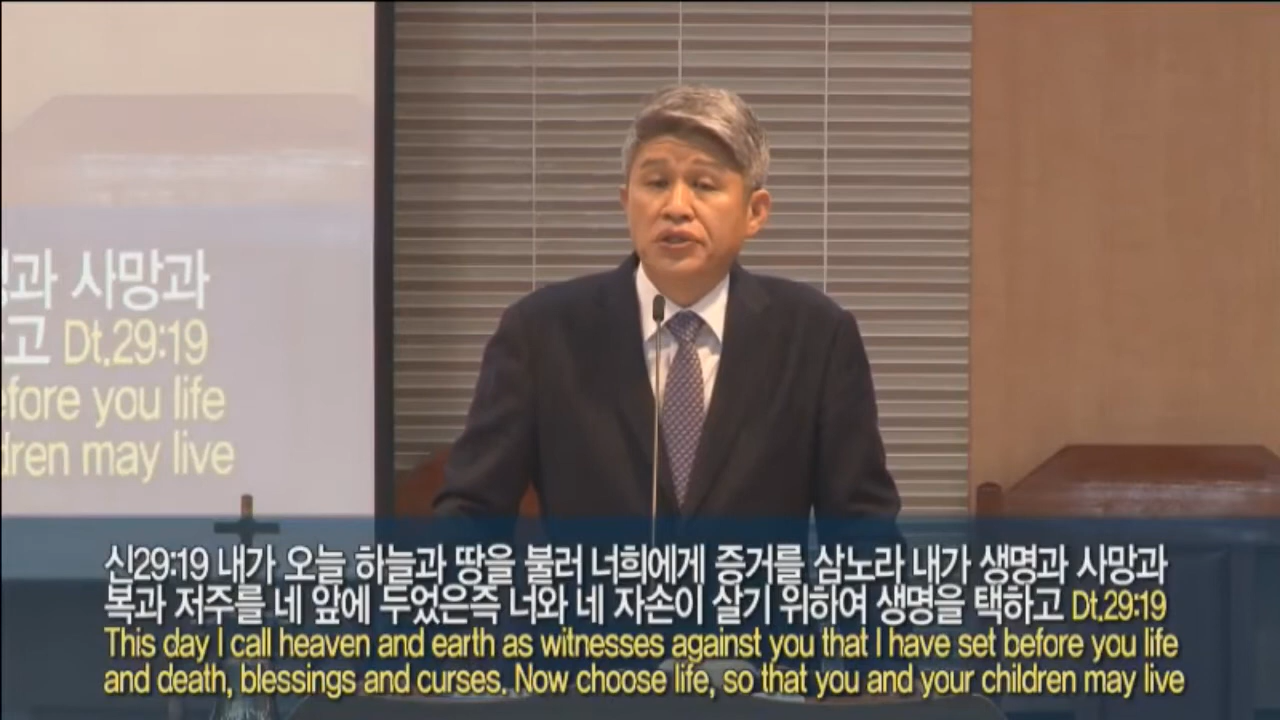 과 사망과
고 Dt.29:19
efore you life
dren may live
신29:19 내가 오늘 하늘과 땅을 불러 너희에게 증거를 삼노라 내가 생명과 사망과
복과 저주를 네 앞에 두었은즉 너와 네 자손이 살기 위하여 생명을 택하고 Dt.29:19
This day I call heaven and earth as witnesses against you that I have set before you life
and death, blessings and curses. Now choose life, so that you and your children may live